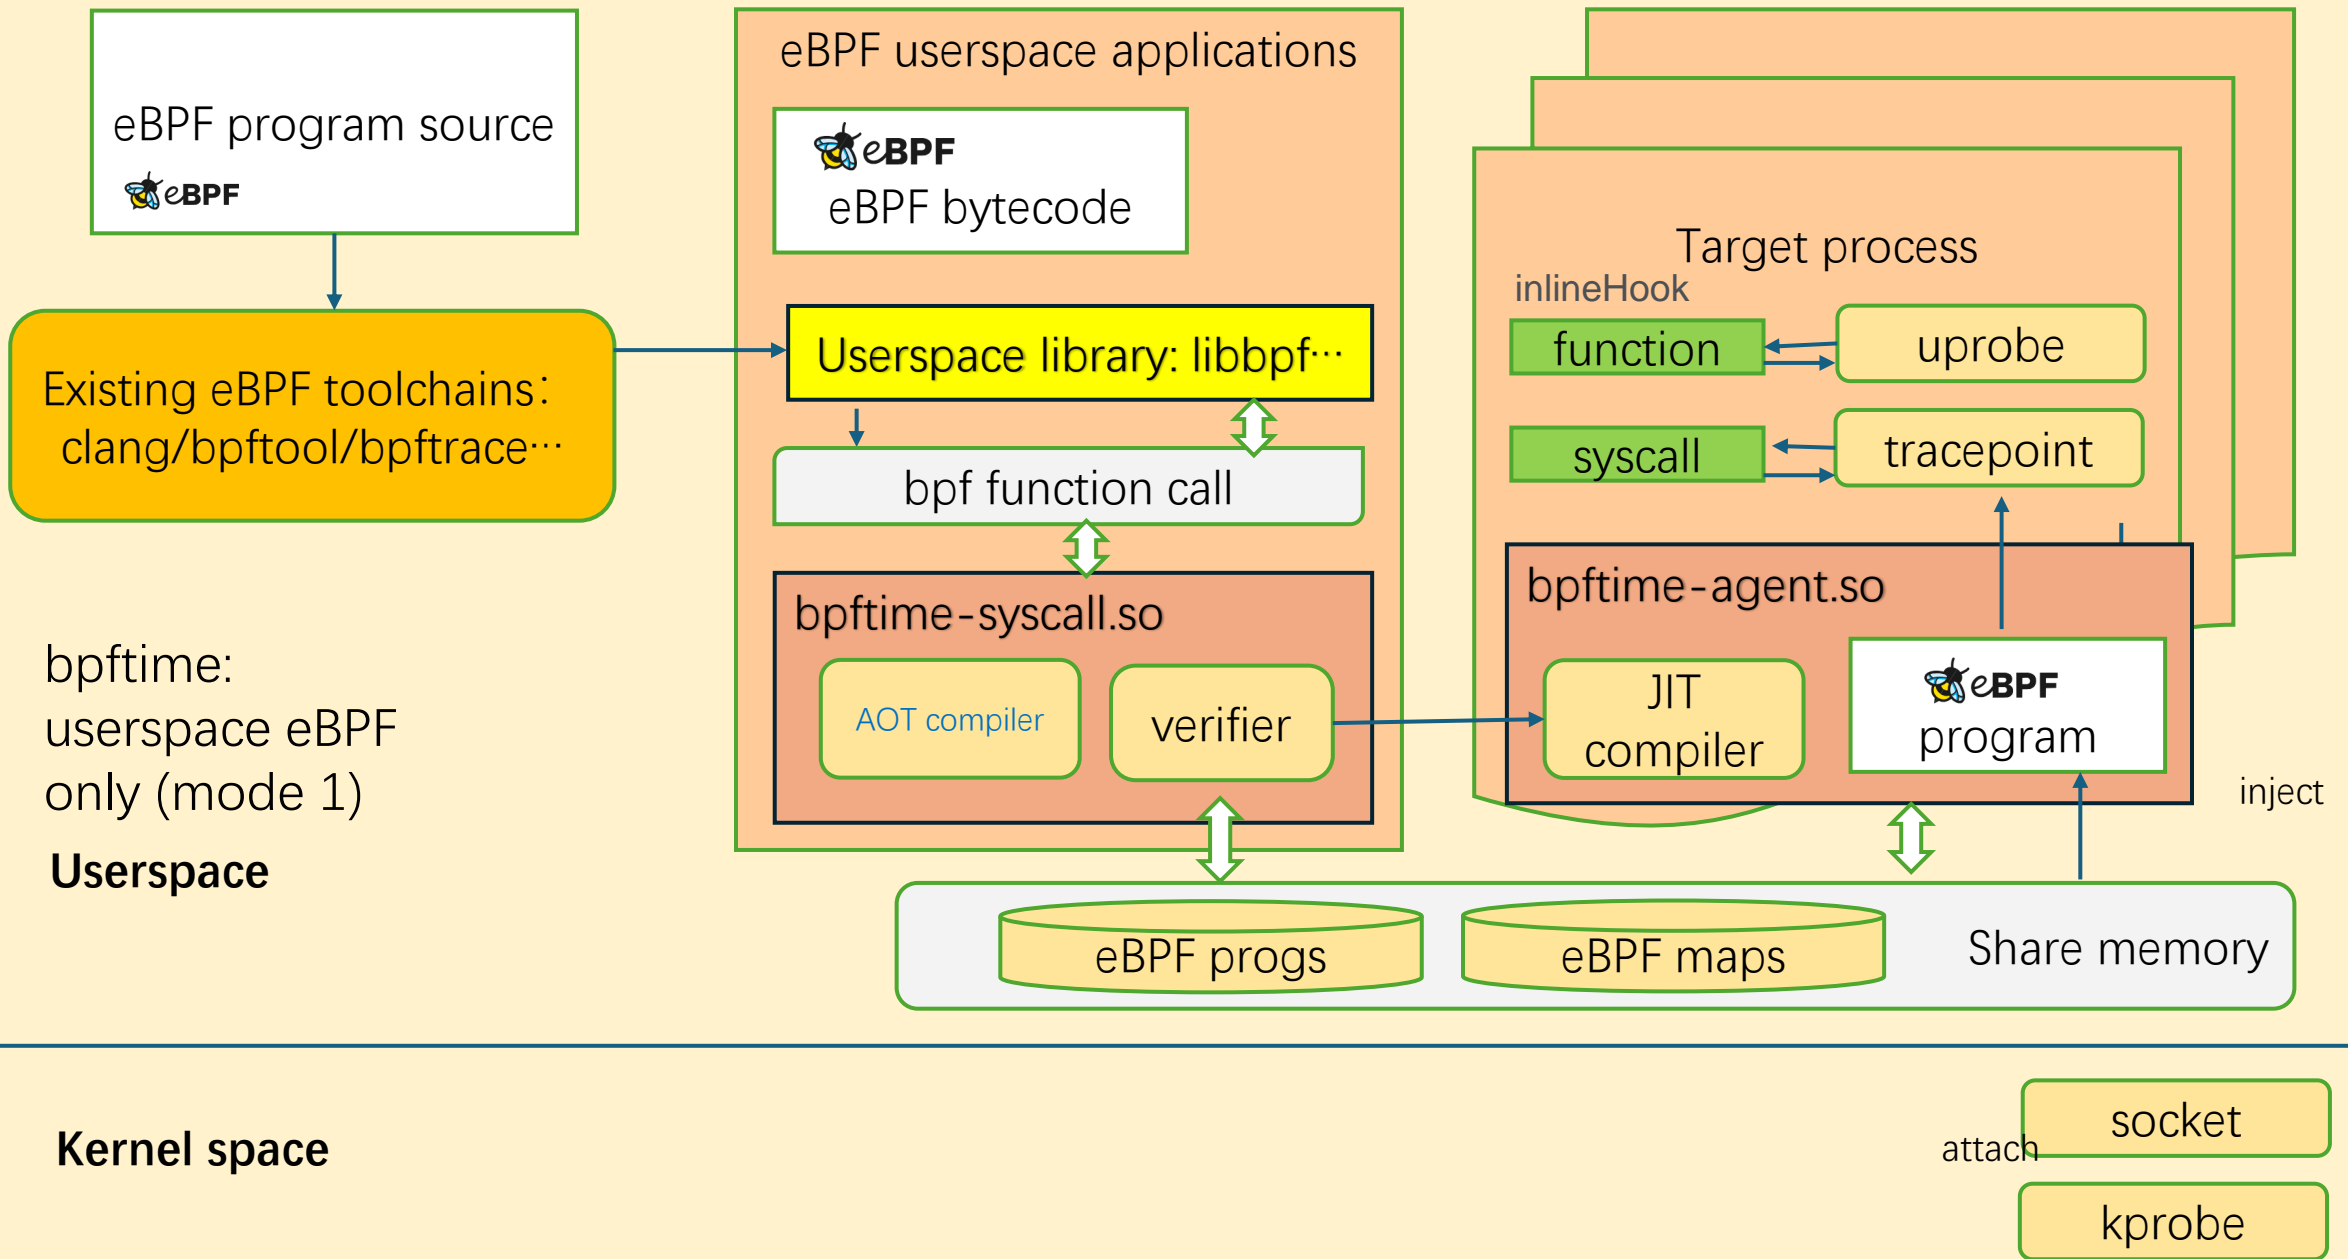 eBPF program source
eBPF
Existing eBPF toolchains:
clang/bpftool/bpftrace…
bpftime:
userspace eBPF
only (mode 1)
Userspace
eBPF userspace applications
eBPF
eBPF bytecode
Userspace library: libbpf…
bpf function call
bpftime-syscall.so
AOT compiler
verifier
Target process
inlineHook
function
uprobe
syscall
tracepoint
bpftime-agent.so
JIT
compiler
eBPF
program
inject
eBPF progs
eBPF maps
Share memory
Kernel space
socket
attach
kprobe